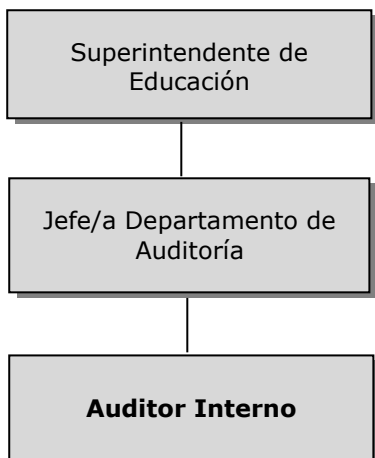 Superintendente de
Educación
Jefe/a Departamento de
Auditoría
Auditor Interno